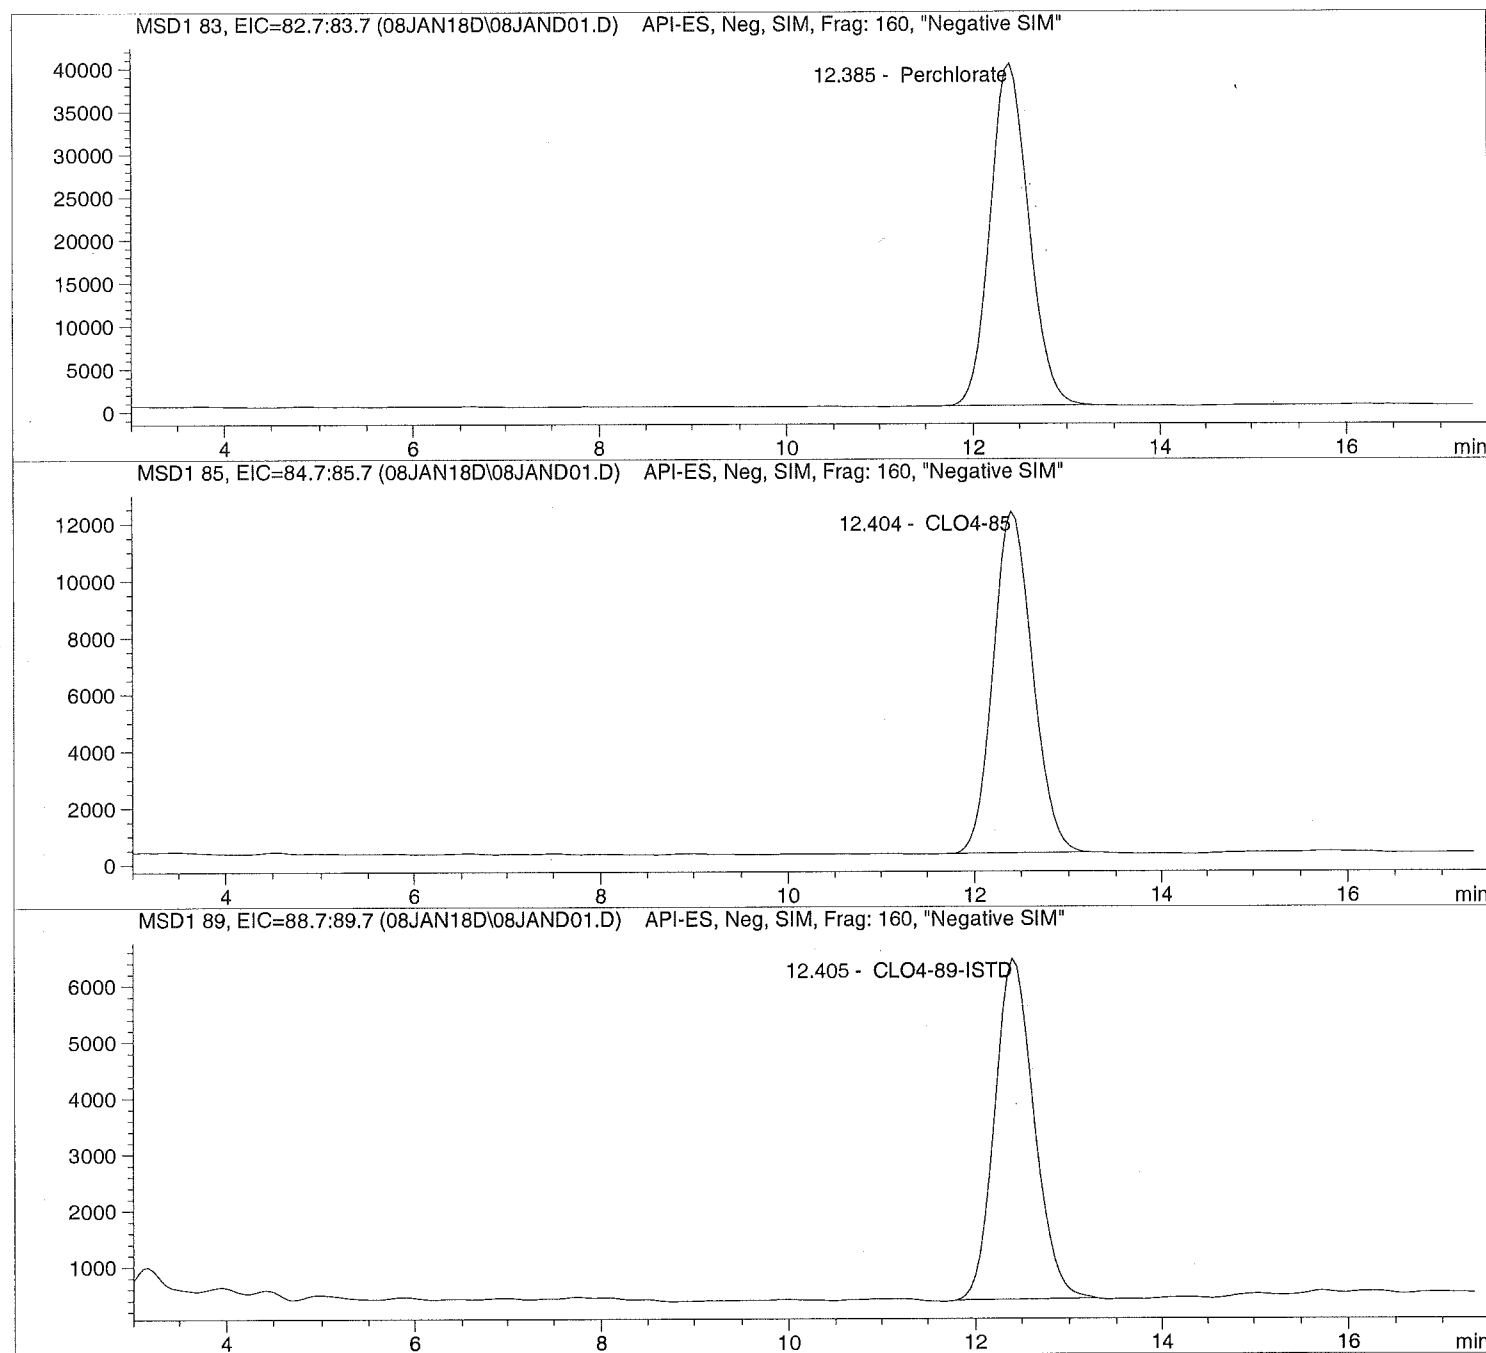 MSD1 83, EIC=82.7:83.7 (08JAN18D\08JAND01.D) API-ES, Neg, SIM, Frag: 160, "Negative SIM"
12.385 - Perchlorate
40000
35000
30000
25000
20000
15000
10000
5000
0
4 6 8 10 12 14 16 min
MSD1 85, EIC=84.7:85.7 (08JAN18D\08JAND01.D) API-ES, Neg, SIM, Frag: 160, "Negative SIM"
12.404 - CLO4-85
12000
10000
8000
6000
4000
2000
0
4 6 8 10 12 14 16 min
MSD1 89, EIC=88.7:89.7 (08JAN18D\08JAND01.D) API-ES, Neg, SIM, Frag: 160, "Negative SIM"
12.405 - CLO4-89-ISTD
6000
5000
4000
3000
2000
1000
4 6 8 10 12 14 16 min